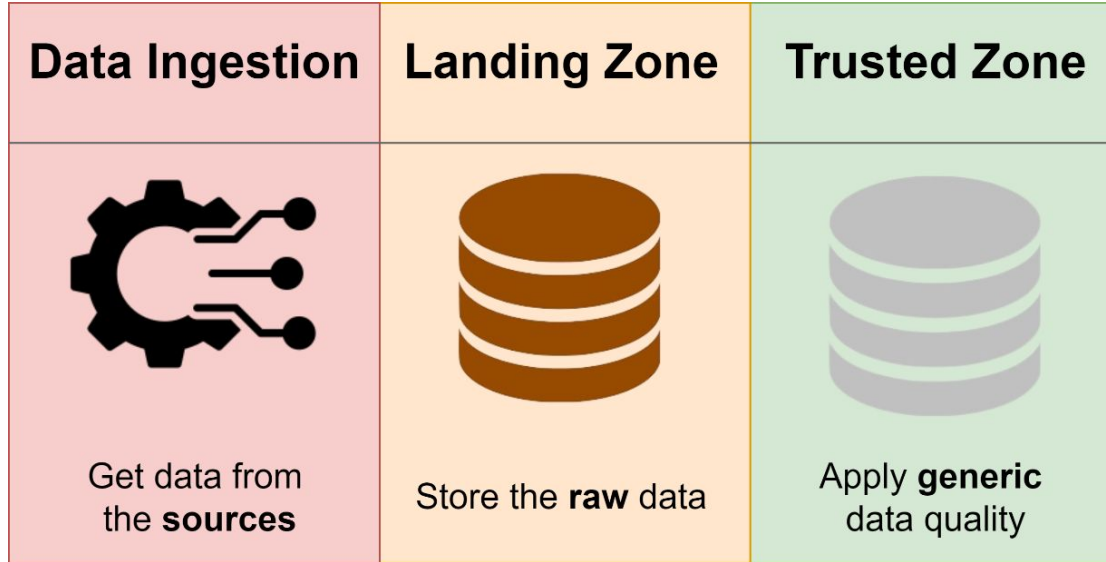 Data Ingestion
Landing Zone
Trusted Zone
Get data from
the sources
Store the raw data
Apply generic
data quality